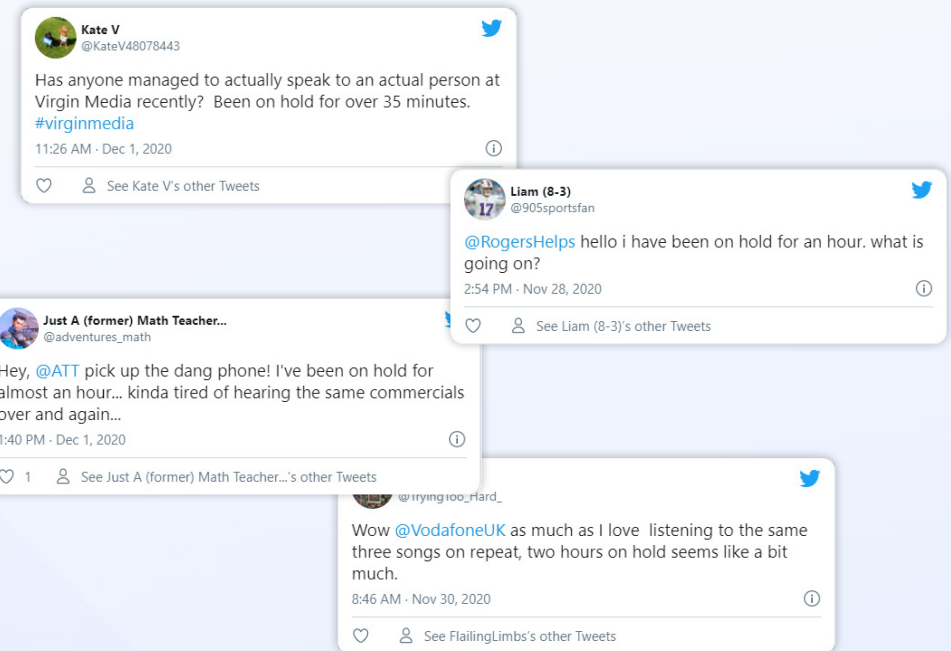 Kate V
@KateV48078443
Has anyone managed to actually speak to an actual person at
Virgin Media recently?  Been on hold for over 35 minutes.
#virginmedia
11:26 AM · Dec 1, 2020
See Kate V's other Tweets
Liam (8-3)
@905sportsfan
@RogersHelps hello i have been on hold for an hour. what is
going on?
2:54 PM · Nov 28, 2020
See Liam (8-3)'s other Tweets
17
Just A (former) Math Teacher...
@adventures_math
Hey, @ATT pick up the dang phone! I've been on hold for
almost an hour... kinda tired of hearing the same commercials
over and again...
1:40 PM · Dec 1, 2020
1
See Just A (former) Math Teacher...'s other Tweets
@TryingToo_Hard_
Wow @VodafoneUK as much as I love  listening to the same
three songs on repeat, two hours on hold seems like a bit
much.
8:46 AM · Nov 30, 2020
See FlailingLimbs's other Tweets